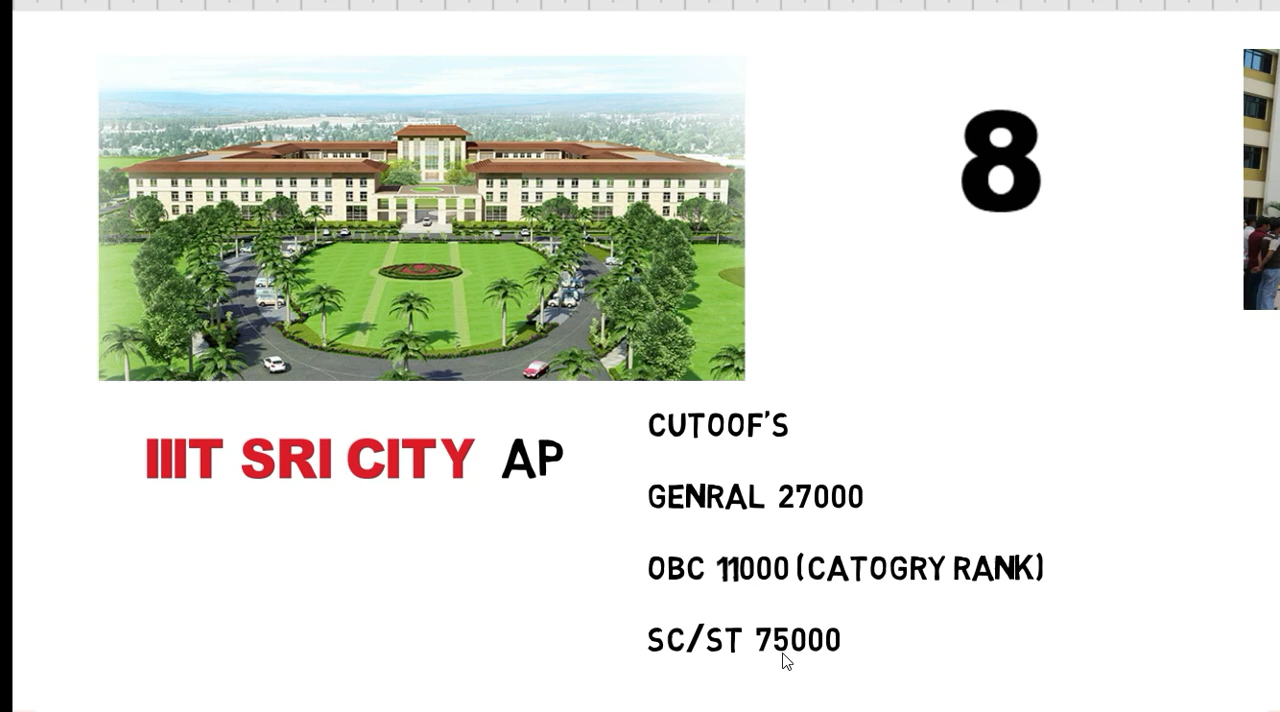 8
IIIT SRI CITY AP
CUTOOF'S
GENRAL 27000
OBC 11000 (CATOGRY RANK)
SC/ST 75000